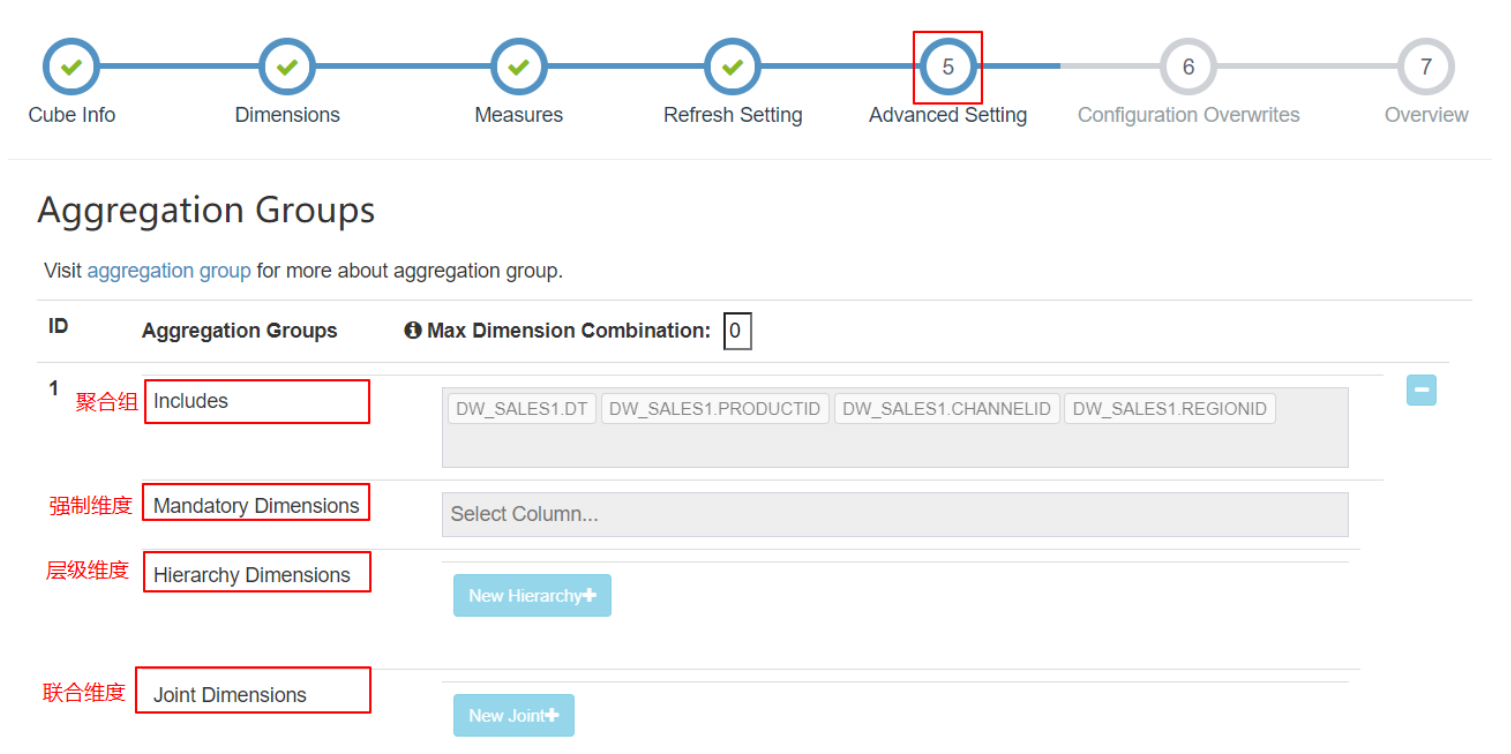 5 6 7
Cube Info Dimensions Measures Refresh Setting Advanced Setting Configuration Overwrites Overview
Aggregation Groups
Visit aggregation group for more about aggregation group.
ID Aggregation Groups Max Dimension Combination: 0
1 聚合组 Includes DW_SALES1.DT DW_SALES1.PRODUCTID DW_SALES1.CHANNELID DW_SALES1.REGIONID
强制维度 Mandatory Dimensions Select Column...
层级维度 Hierarchy Dimensions New Hierarchy+
联合维度 Joint Dimensions New Joint+